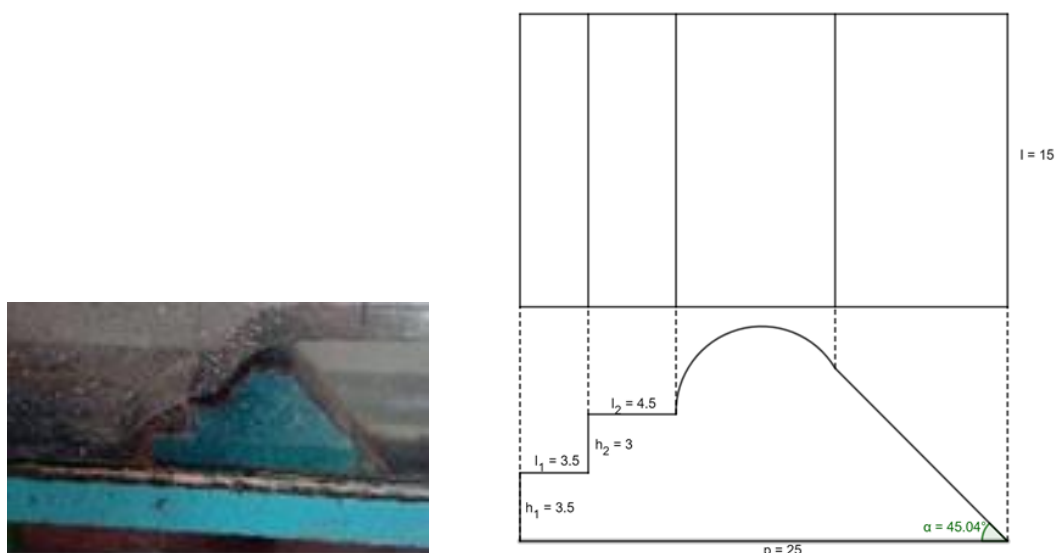 l = 15
l₂ = 4.5
h₂ = 3
l₁ = 3.5
h₁ = 3.5
α = 45.04°
p = 25